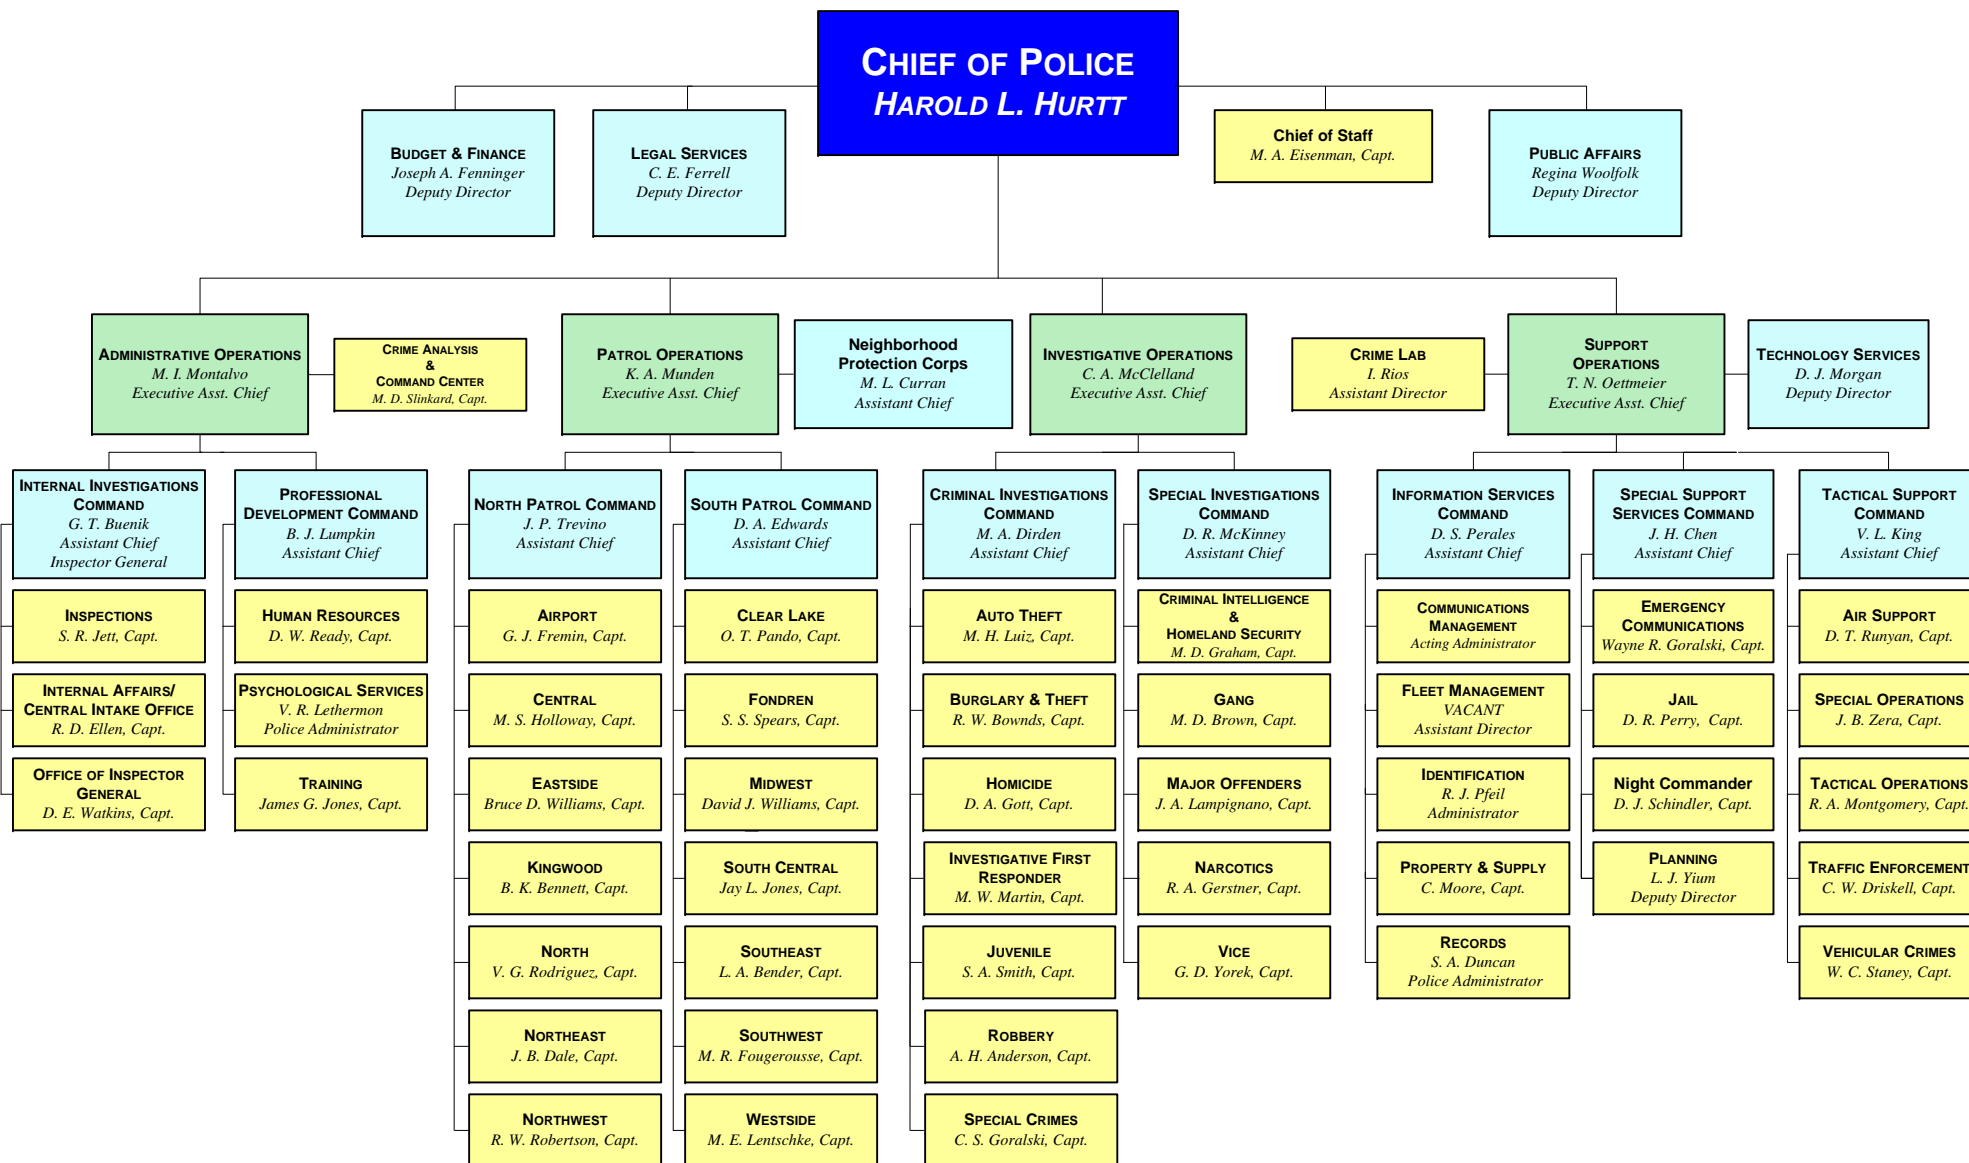 CHIEF OF POLICE
HAROLD L. HURTT
BUDGET & FINANCE
Joseph A. Fenninger
Deputy Director
LEGAL SERVICES
C. E. Ferrell
Deputy Director
Chief of Staff
M. A. Eisenman, Capt.
PUBLIC AFFAIRS
Regina Woolfolk
Deputy Director
ADMINISTRATIVE OPERATIONS
M. I. Montalvo
Executive Asst. Chief
CRIME ANALYSIS
&
COMMAND CENTER
M. D. Slinkard, Capt.
PATROL OPERATIONS
K. A. Munden
Executive Asst. Chief
Neighborhood
Protection Corps
M. L. Curran
Assistant Chief
INVESTIGATIVE OPERATIONS
C. A. McClelland
Executive Asst. Chief
CRIME LAB
I. Rios
Assistant Director
SUPPORT
OPERATIONS
T. N. Oettmeier
Executive Asst. Chief
TECHNOLOGY SERVICES
D. J. Morgan
Deputy Director
INTERNAL INVESTIGATIONS
COMMAND
G. T. Buenik
Assistant Chief
Inspector General
INSPECTIONS
S. R. Jett, Capt.
INTERNAL AFFAIRS/
CENTRAL INTAKE OFFICE
R. D. Ellen, Capt.
OFFICE OF INSPECTOR
GENERAL
D. E. Watkins, Capt.
PROFESSIONAL
DEVELOPMENT COMMAND
B. J. Lumpkin
Assistant Chief
HUMAN RESOURCES
D. W. Ready, Capt.
PSYCHOLOGICAL SERVICES
V. R. Lethermon
Police Administrator
TRAINING
James G. Jones, Capt.
NORTH PATROL COMMAND
J. P. Trevino
Assistant Chief
AIRPORT
G. J. Fremin, Capt.
CENTRAL
M. S. Holloway, Capt.
EASTSIDE
Bruce D. Williams, Capt.
KINGWOOD
B. K. Bennett, Capt.
NORTH
V. G. Rodriguez, Capt.
NORTHEAST
J. B. Dale, Capt.
NORTHWEST
R. W. Robertson, Capt.
SOUTH PATROL COMMAND
D. A. Edwards
Assistant Chief
CLEAR LAKE
O. T. Pando, Capt.
FONDREN
S. S. Spears, Capt.
MIDWEST
David J. Williams, Capt.
SOUTH CENTRAL
Jay L. Jones, Capt.
SOUTHEAST
L. A. Bender, Capt.
SOUTHWEST
M. R. Fougerousse, Capt.
WESTSIDE
M. E. Lentschke, Capt.
CRIMINAL INVESTIGATIONS
COMMAND
M. A. Dirden
Assistant Chief
AUTO THEFT
M. H. Luiz, Capt.
BURGLARY & THEFT
R. W. Bownds, Capt.
HOMICIDE
D. A. Gott, Capt.
INVESTIGATIVE FIRST
RESPONDER
M. W. Martin, Capt.
JUVENILE
S. A. Smith, Capt.
ROBBERY
A. H. Anderson, Capt.
SPECIAL CRIMES
C. S. Goralski, Capt.
SPECIAL INVESTIGATIONS
COMMAND
D. R. McKinney
Assistant Chief
CRIMINAL INTELLIGENCE
&
HOMELAND SECURITY
M. D. Graham, Capt.
GANG
M. D. Brown, Capt.
MAJOR OFFENDERS
J. A. Lampignano, Capt.
NARCOTICS
R. A. Gerstner, Capt.
VICE
G. D. Yorek, Capt.
INFORMATION SERVICES
COMMAND
D. S. Perales
Assistant Chief
COMMUNICATIONS
MANAGEMENT
Acting Administrator
FLEET MANAGEMENT
VACANT
Assistant Director
IDENTIFICATION
R. J. Pfeil
Administrator
PROPERTY & SUPPLY
C. Moore, Capt.
RECORDS
S. A. Duncan
Police Administrator
SPECIAL SUPPORT
SERVICES COMMAND
J. H. Chen
Assistant Chief
EMERGENCY
COMMUNICATIONS
Wayne R. Goralski, Capt.
JAIL
D. R. Perry, Capt.
Night Commander
D. J. Schindler, Capt.
PLANNING
L. J. Yium
Deputy Director
TACTICAL SUPPORT
COMMAND
V. L. King
Assistant Chief
AIR SUPPORT
D. T. Runyan, Capt.
SPECIAL OPERATIONS
J. B. Zera, Capt.
TACTICAL OPERATIONS
R. A. Montgomery, Capt.
TRAFFIC ENFORCEMENT
C. W. Driskell, Capt.
VEHICULAR CRIMES
W. C. Staney, Capt.